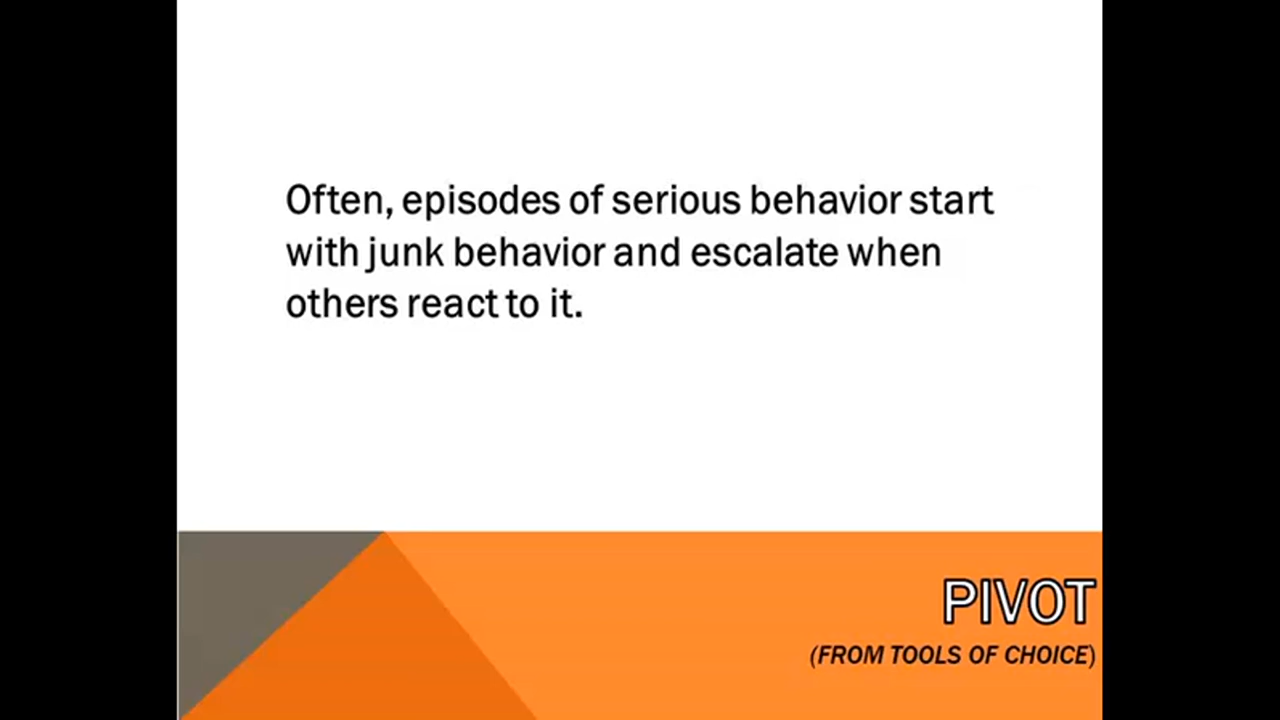 Often, episodes of serious behavior start
with junk behavior and escalate when
others react to it.
PIVOT
(FROM TOOLS OF CHOICE)